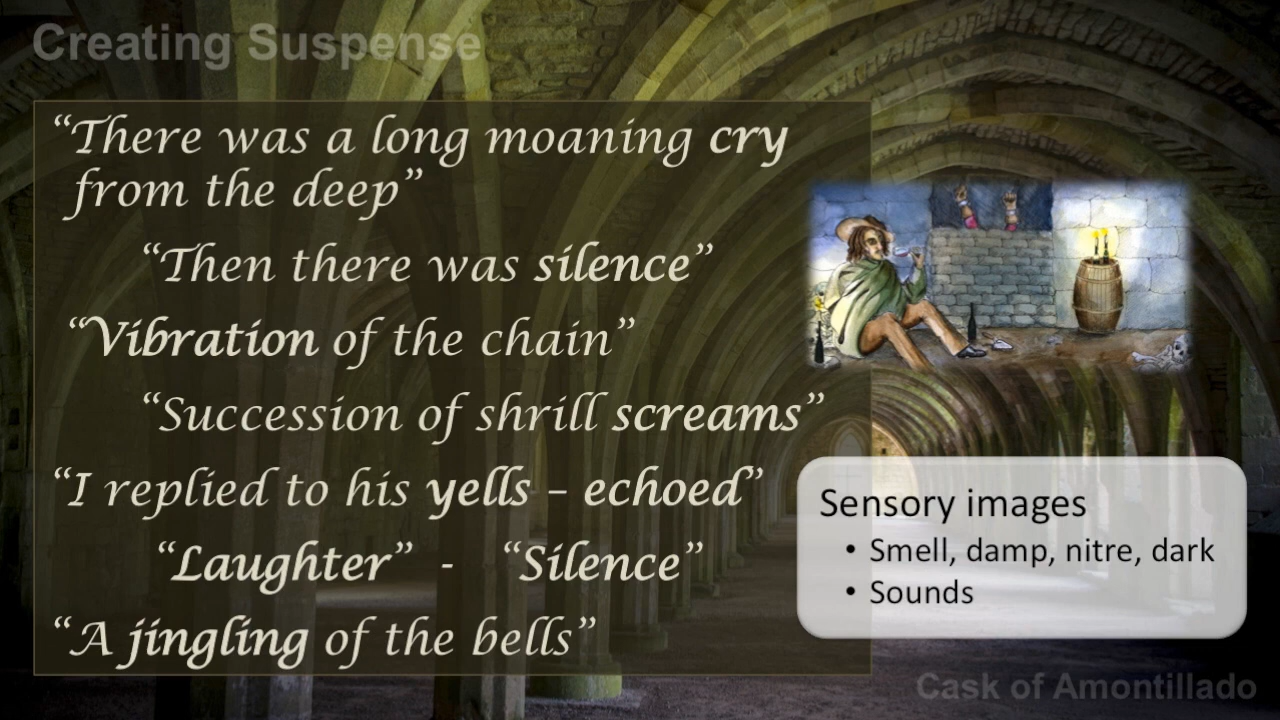 Creating Suspense
“There was a long moaning cry
from the deep”
“Then there was silence”
“Vibration of the chain”
“Succession of shrill screams”
“I replied to his yells – echoed”
“Laughter” - “Silence”
“A jingling of the bells”
Sensory images
• Smell, damp, nitre, dark
• Sounds
Cask of Amontillado